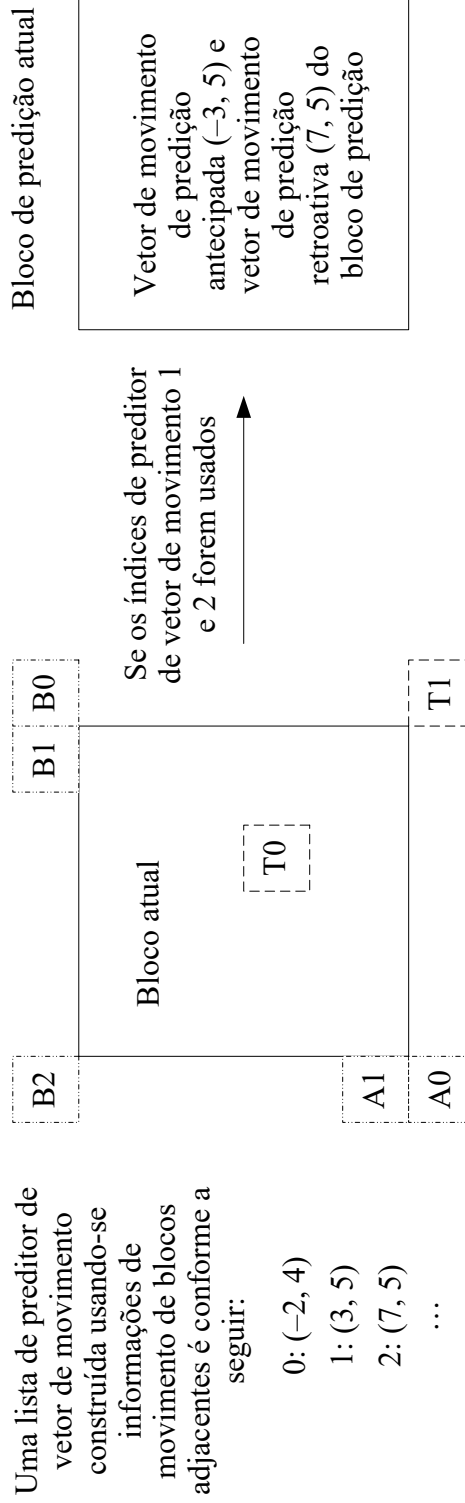 Uma lista de preditor de
vetor de movimento
construída usando-se
informações de
movimento de blocos
adjacentes é conforme a
seguir:
0: (–2, 4)
1: (3, 5)
2: (7, 5)
…
B2
B1
B0
Bloco atual
T0
A1
A0
T1
Se os índices de preditor
de vetor de movimento 1
e 2 forem usados
Bloco de predição atual
Vetor de movimento
de predição
antecipada (–3, 5) e
vetor de movimento
de predição
retroativa (7, 5) do
bloco de predição